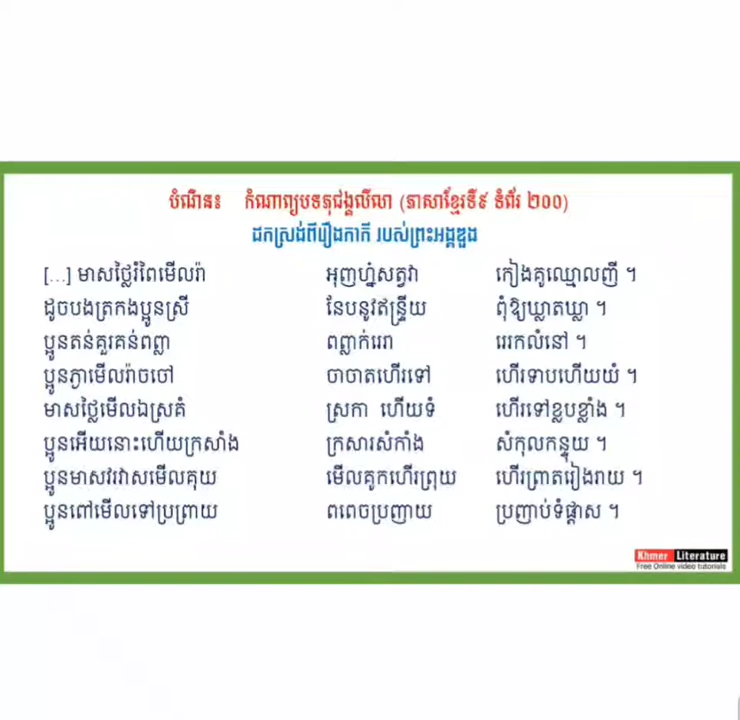 បំណិន៖ កំណាព្យបទភុជង្គលីលា (ភាសាខ្មែរទី៩ ទំព័រ ២០០)
ដកស្រង់ពីរឿងកាកី របស់ព្រះអង្គឌួង
[...] មាសថ្លៃរំពៃមើលរ៉ា អុញហ្ន៎សត្វវា កៀងគូឈ្មោលញី ។
ដូចបងត្រកងប្អូនស្រី នែបនូវឥន្ទ្រីយ ពុំឱ្យឃ្លាតឃ្លា ។
ប្អូនតន់គួរគន់ពព្លា ពព្លាក់រេរា រេរកលំនៅ ។
ប្អូនភ្ងាមើលរ៉ាចចៅ ចាចាតហើរទៅ ហើរទាបហើយយំ ។
មាសថ្លៃមើលឯស្រគំ ស្រកា ហើយទំ ហើរទៅខ្លបខ្លាំង ។
ប្អូនអើយនោះហើយក្រសាំង ក្រសារសំកាំង សំកុលកន្ទុយ ។
ប្អូនមាសវរវាសមើលគុយ មើលគូកហើរព្រុយ ហើរព្រាតរៀងរាយ ។
ប្អូនពៅមើលទៅប្រព្រាយ ពពេចប្រញាយ ប្រញាប់ទំផ្តាស ។
Khmer Literature
Free Online video tutorials